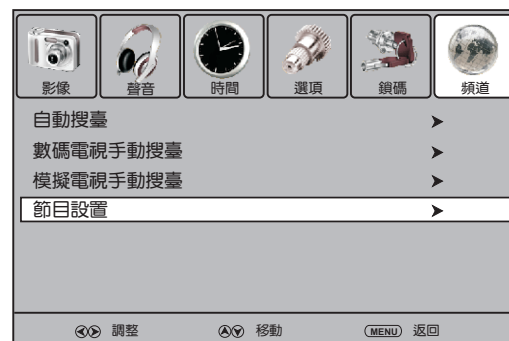 影像 聲音 時間 選項 鎖碼 頻道
自動搜臺
數碼電視手動搜臺
模擬電視手動搜臺
節目設置
調整 移動 MENU 返回